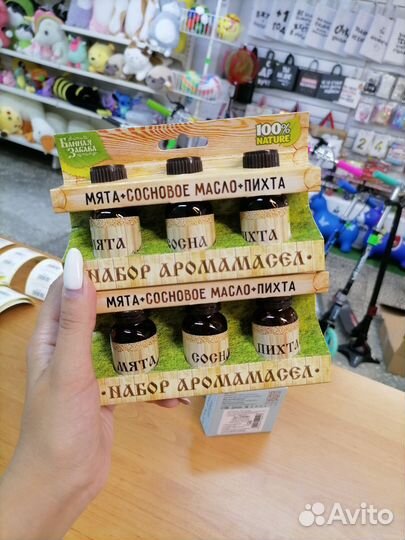 БАННАЯ
ЗАБАВА
100%
NATURE
МЯТА+СОСНОВОЕ МАСЛО+ПИХТА
МЯТА
СОСНА
ПИХТА
·НАБОР АРОМАМАСЕЛ·
МЯТА+СОСНОВОЕ МАСЛО+ПИХТА
МЯТА
СОСНА
ПИХТА
·НАБОР АРОМАМАСЕЛ·
Avito